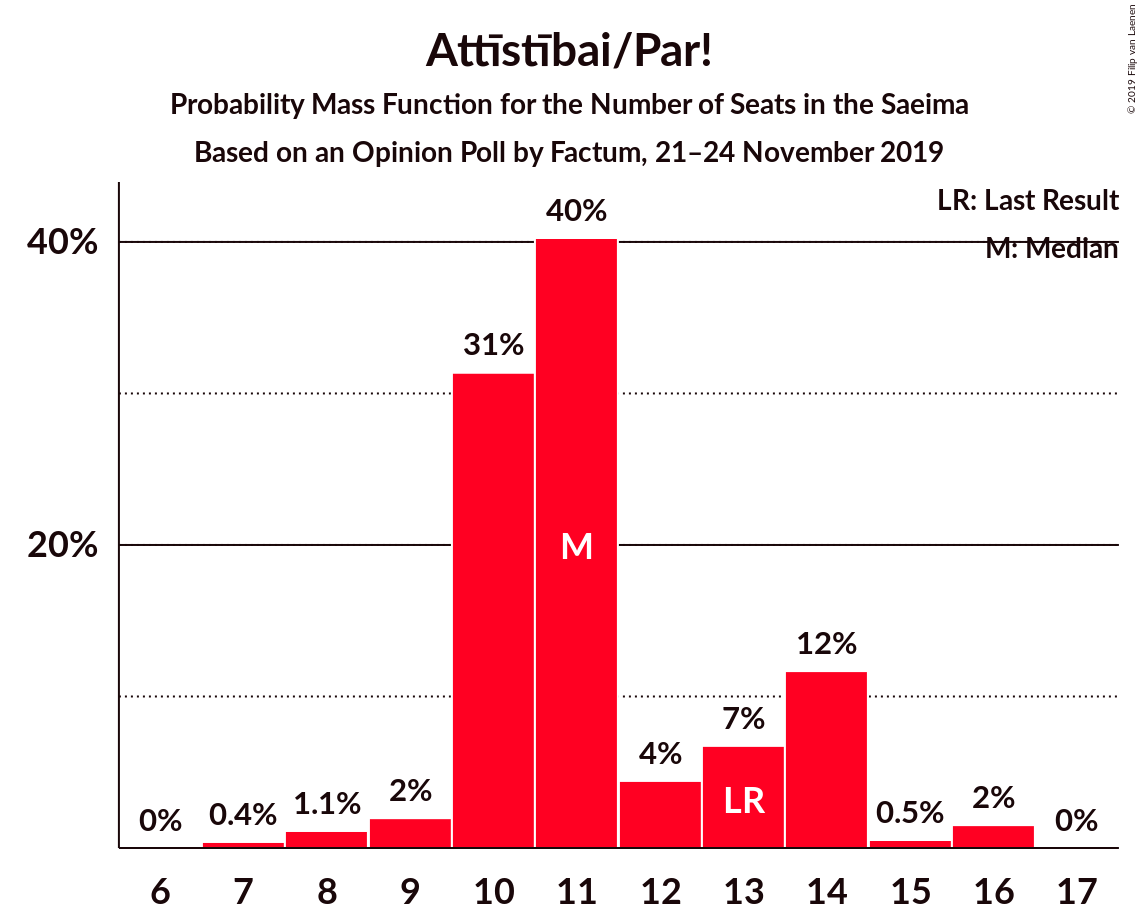 Attīstībai/Par!
Probability Mass Function for the Number of Seats in the Saeima
Based on an Opinion Poll by Factum, 21–24 November 2019
© 2019 Filip van Laenen
LR: Last Result
M: Median
40%
20%
0%
0.4%
1.1%
2%
31%
40%
4%
7%
12%
0.5%
2%
0%
M
LR
6 7 8 9 10 11 12 13 14 15 16 17